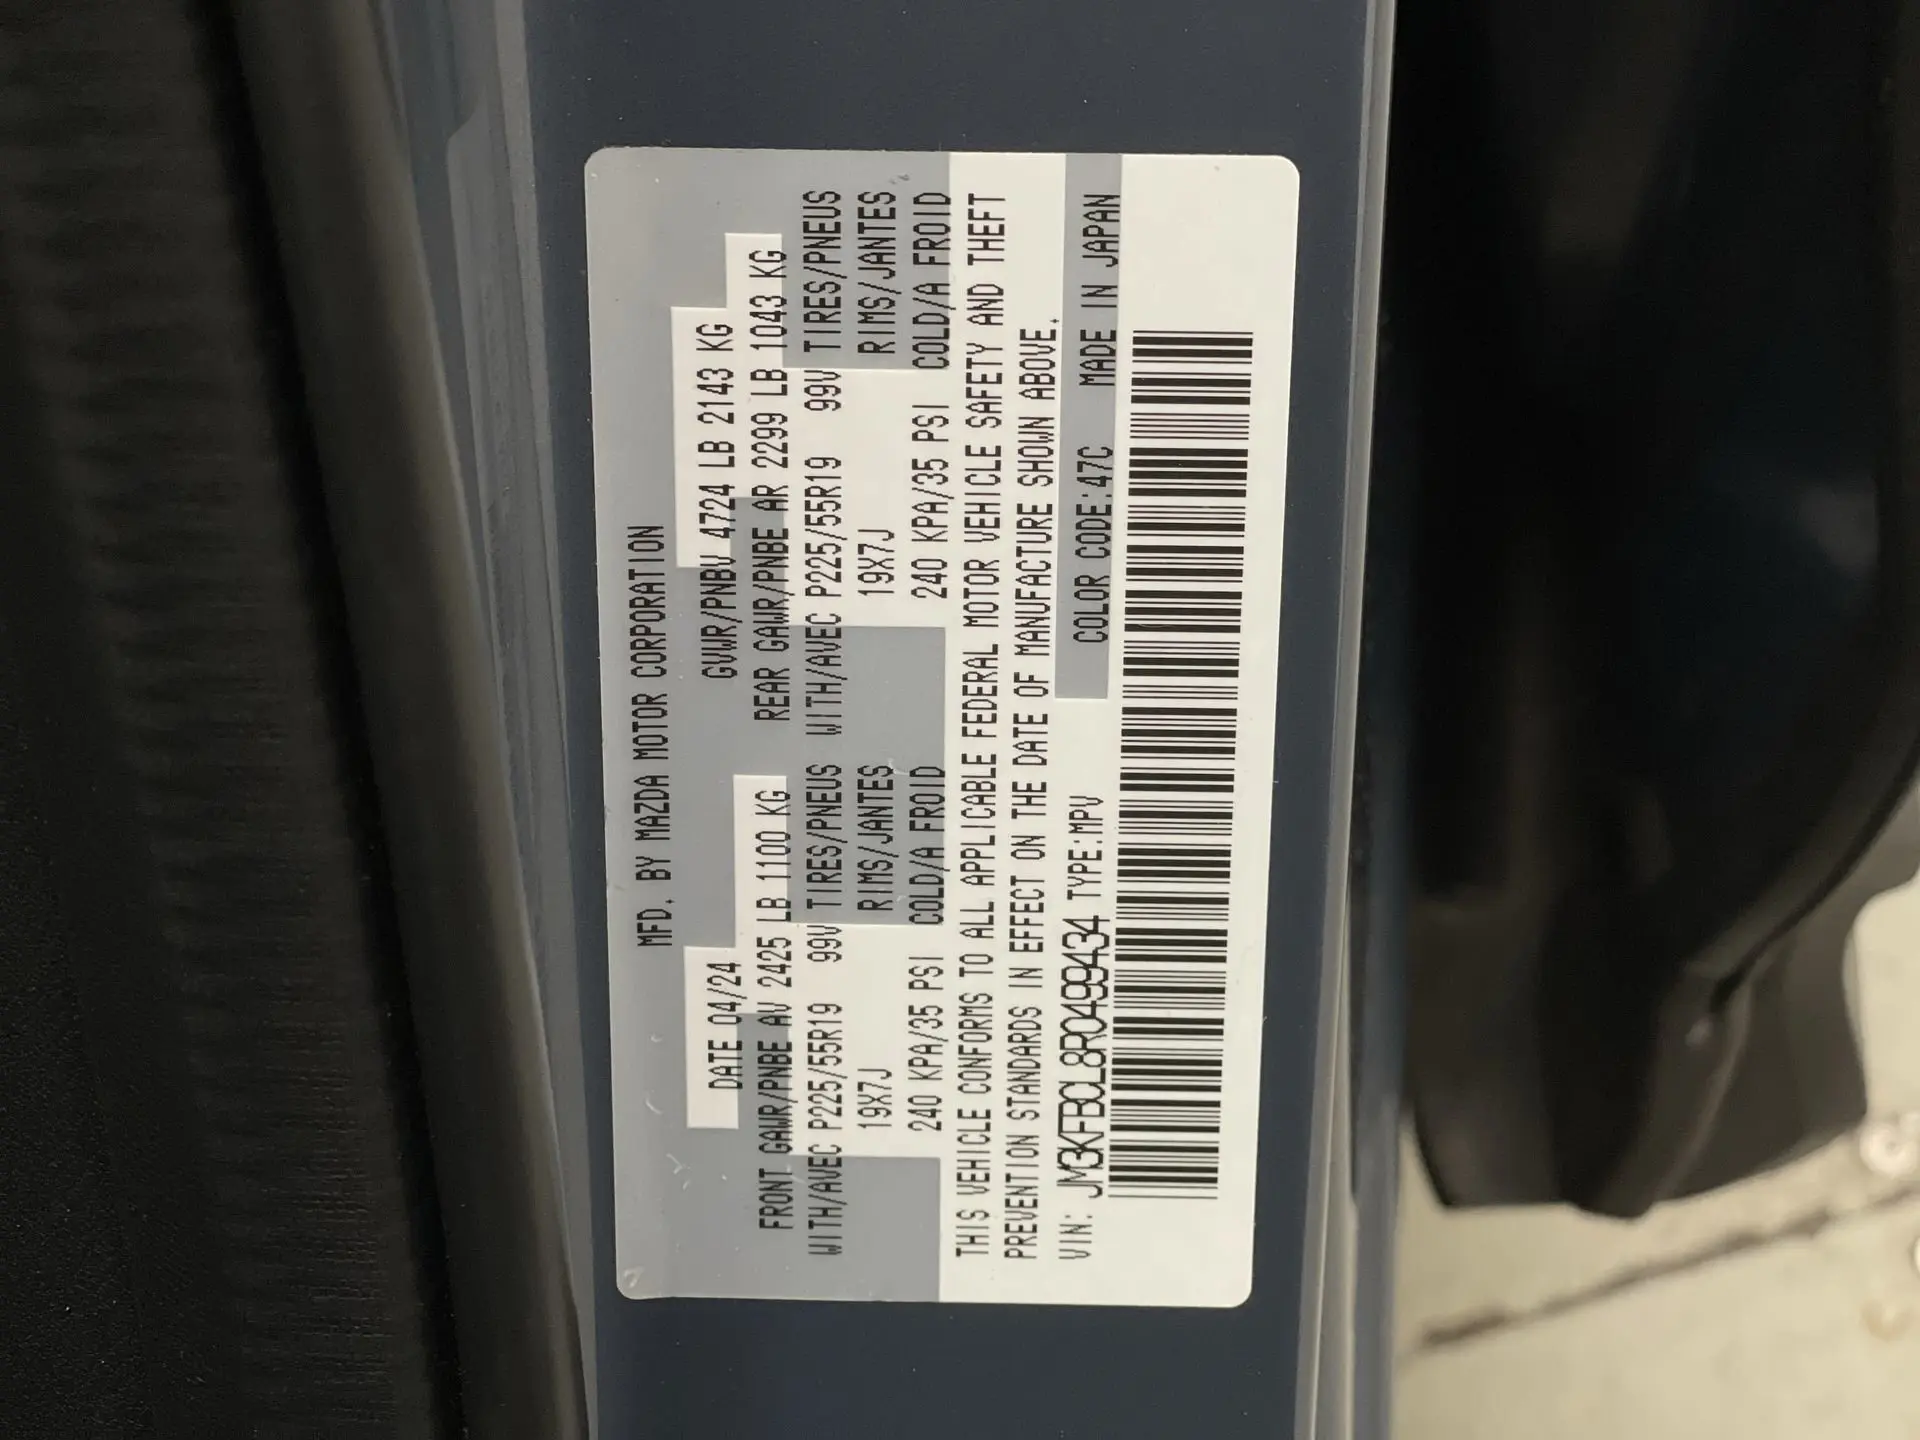 MFD. BY MAZDA MOTOR CORPORATION
DATE 04/24 GVWR/PNBV 4724 LB 2143 KG
FRONT GAWR/PNBE AV 2425 LB 1100 KG REAR GAWR/PNBE AR 2299 LB 1043 KG
WITH/AVEC P225/55R19 99V TIRES/PNEUS WITH/AVEC P225/55R19 99V TIRES/PNEUS
19X7J RIMS/JANTES 19X7J RIMS/JANTES
240 KPA/35 PSI COLD/A FROID 240 KPA/35 PSI COLD/A FROID
THIS VEHICLE CONFORMS TO ALL APPLICABLE FEDERAL MOTOR VEHICLE SAFETY AND THEFT
PREVENTION STANDARDS IN EFFECT ON THE DATE OF MANUFACTURE SHOWN ABOVE.
VIN: JM3KFBCL8R0499434 TYPE:MPV COLOR CODE:47C MADE IN JAPAN